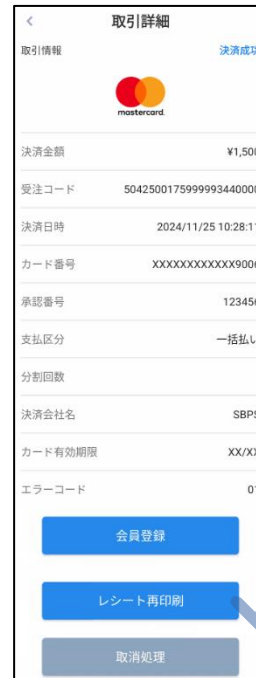 取引詳細
取引情報 決済成功
mastercard.
決済金額 ¥1,500
受注コード 5042500175999993440000
決済日時 2024/11/25 10:28:11
カード番号 XXXXXXXXXXXX9006
承認番号 123456
支払区分 一括払い
分割回数
決済会社名 SBPS
カード有効期限 XX/XX
エラーコード 01
会員登録
レシート再印刷
取消処理